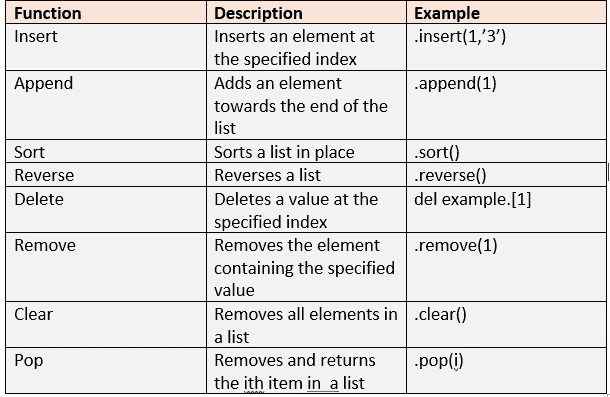 Function Description Example
Insert Inserts an element at .insert(1,’3’)
the specified index
Append Adds an element .append(1)
towards the end of the
list
Sort Sorts a list in place .sort()
Reverse Reverses a list .reverse()
Delete Deletes a value at the del example.[1]
specified index
Remove Removes the element .remove(1)
containing the specified
value
Clear Removes all elements in .clear()
a list
Pop Removes and returns .pop(i)
the ith item in a list